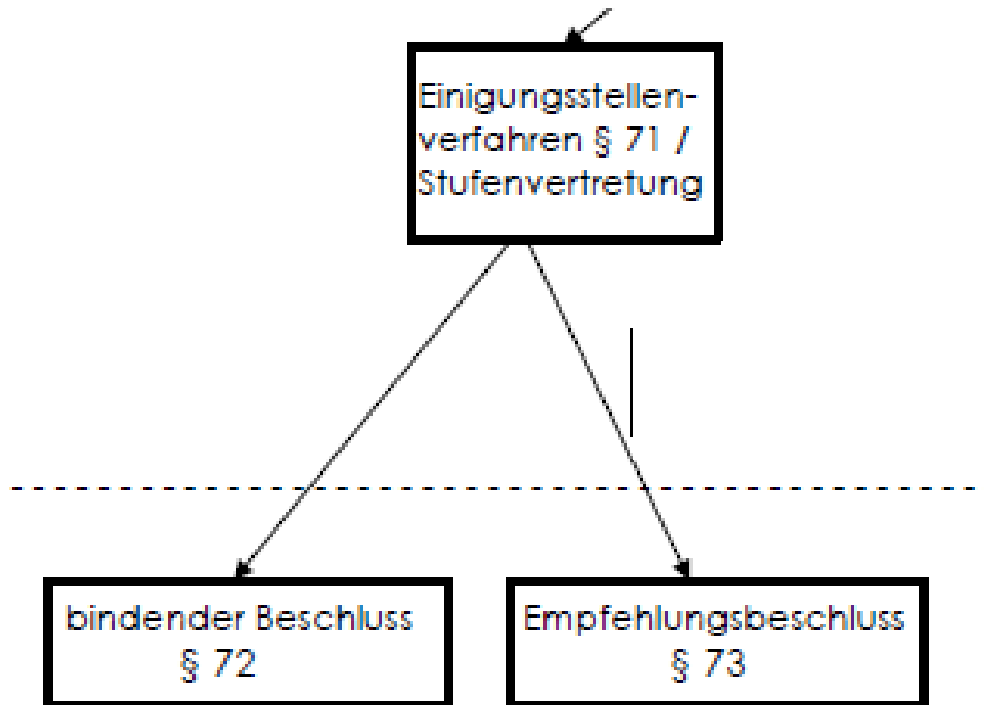 Einigungsstellen-
verfahren § 71 /
Stufenvertretung
bindender Beschluss
§ 72
Empfehlungsbeschluss
§ 73